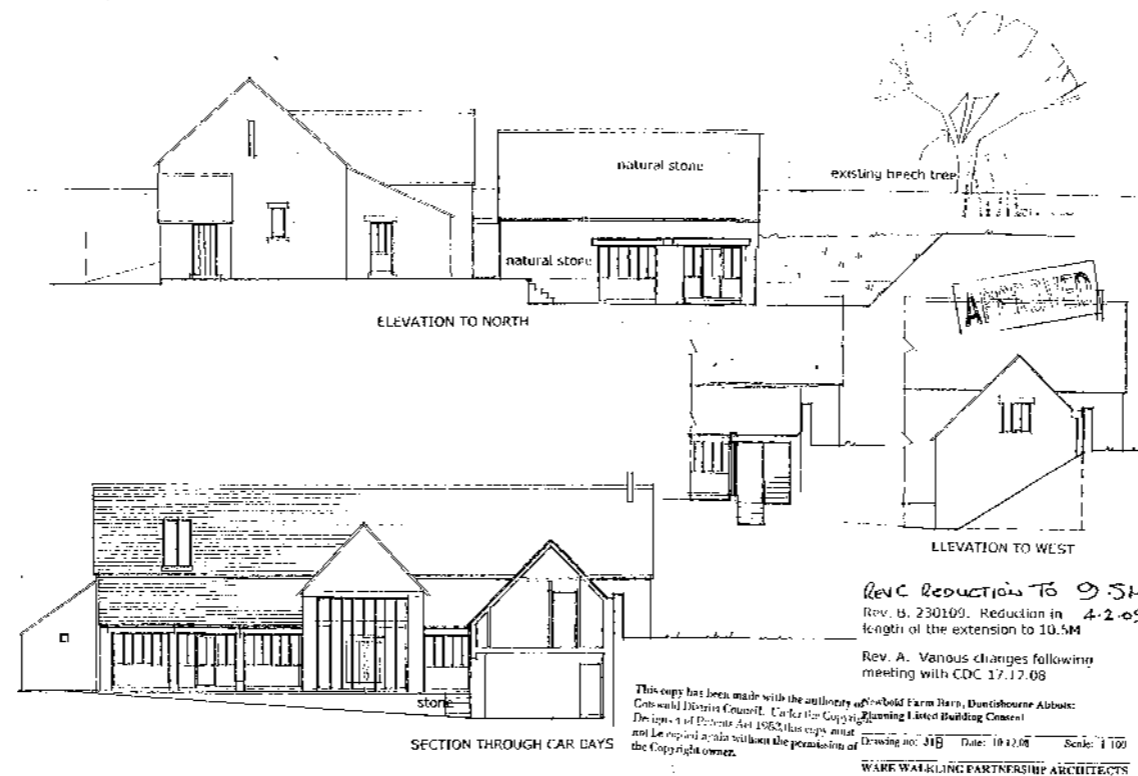 natural stone
existing beech tree
natural stone
ELEVATION TO NORTH
APPROVED
ELEVATION TO WEST
REV C REDUCTION TO 9.5M
4.2.09
Rev. B. 230109. Reduction in
length of the extension to 10.5M
Rev. A. Various changes following
meeting with CDC 17.12.08
stone
SECTION THROUGH CAR BAYS
This copy has been made with the authority of
Cotswold District Council. Under the Copyright
Designs and Patents Act 1988 this copy must
not be copied again without the permission of
the Copyright owner.
Newbold Farm Barn, Duntisbourne Abbots:
Planning Listed Building Consent
Drawing no: 31B Date: 10.12.08 Scale: 1 100
WARE WALKLING PARTNERSHIP ARCHITECTS